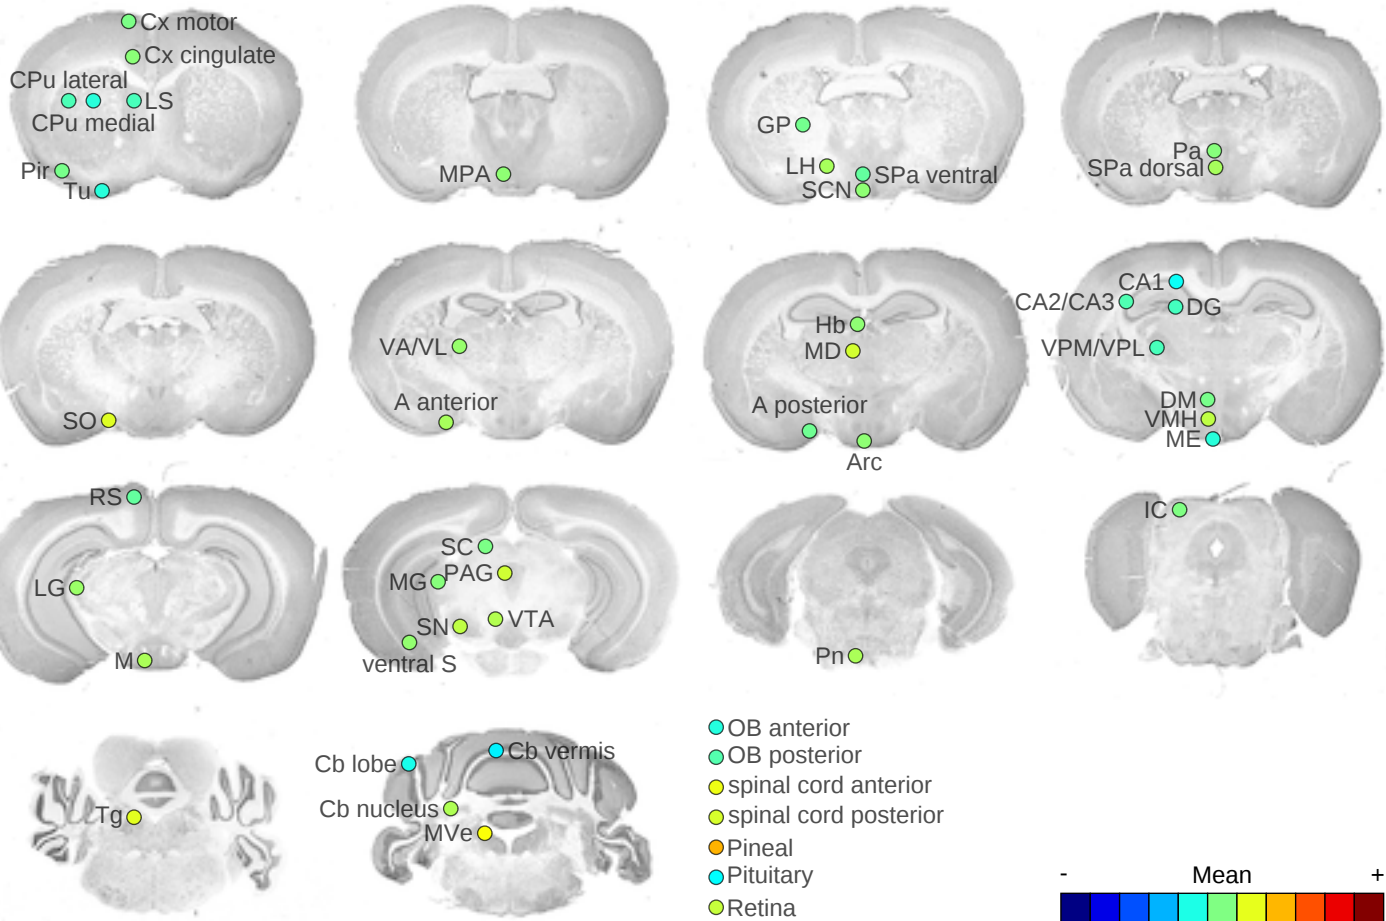 Cx motor
Cx cingulate
CPu lateral
LS
CPu medial
Pir
Tu
MPA
GP
LH
SPa ventral
SCN
Pa
SPa dorsal
SO
VA/VL
A anterior
Hb
MD
A posterior
Arc
CA1
CA2/CA3
DG
VPM/VPL
DM
VMH
ME
RS
LG
M
SC
MG
PAG
SN
VTA
ventral S
Pn
IC
Tg
Cb lobe
Cb vermis
Cb nucleus
MVe
OB anterior
OB posterior
spinal cord anterior
spinal cord posterior
Pineal
Pituitary
Retina
- Mean +